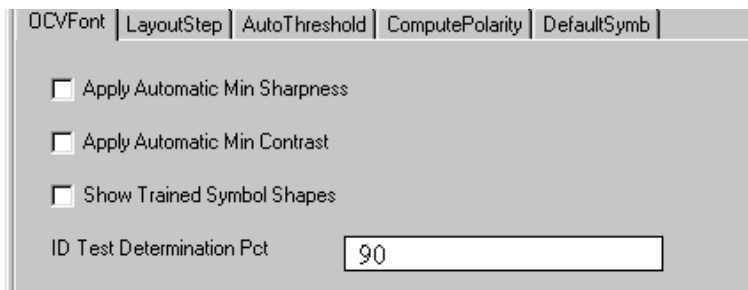 OCVFont LayoutStep AutoThreshold ComputePolarity DefaultSymb
Apply Automatic Min Sharpness
Apply Automatic Min Contrast
Show Trained Symbol Shapes
ID Test Determination Pct 90